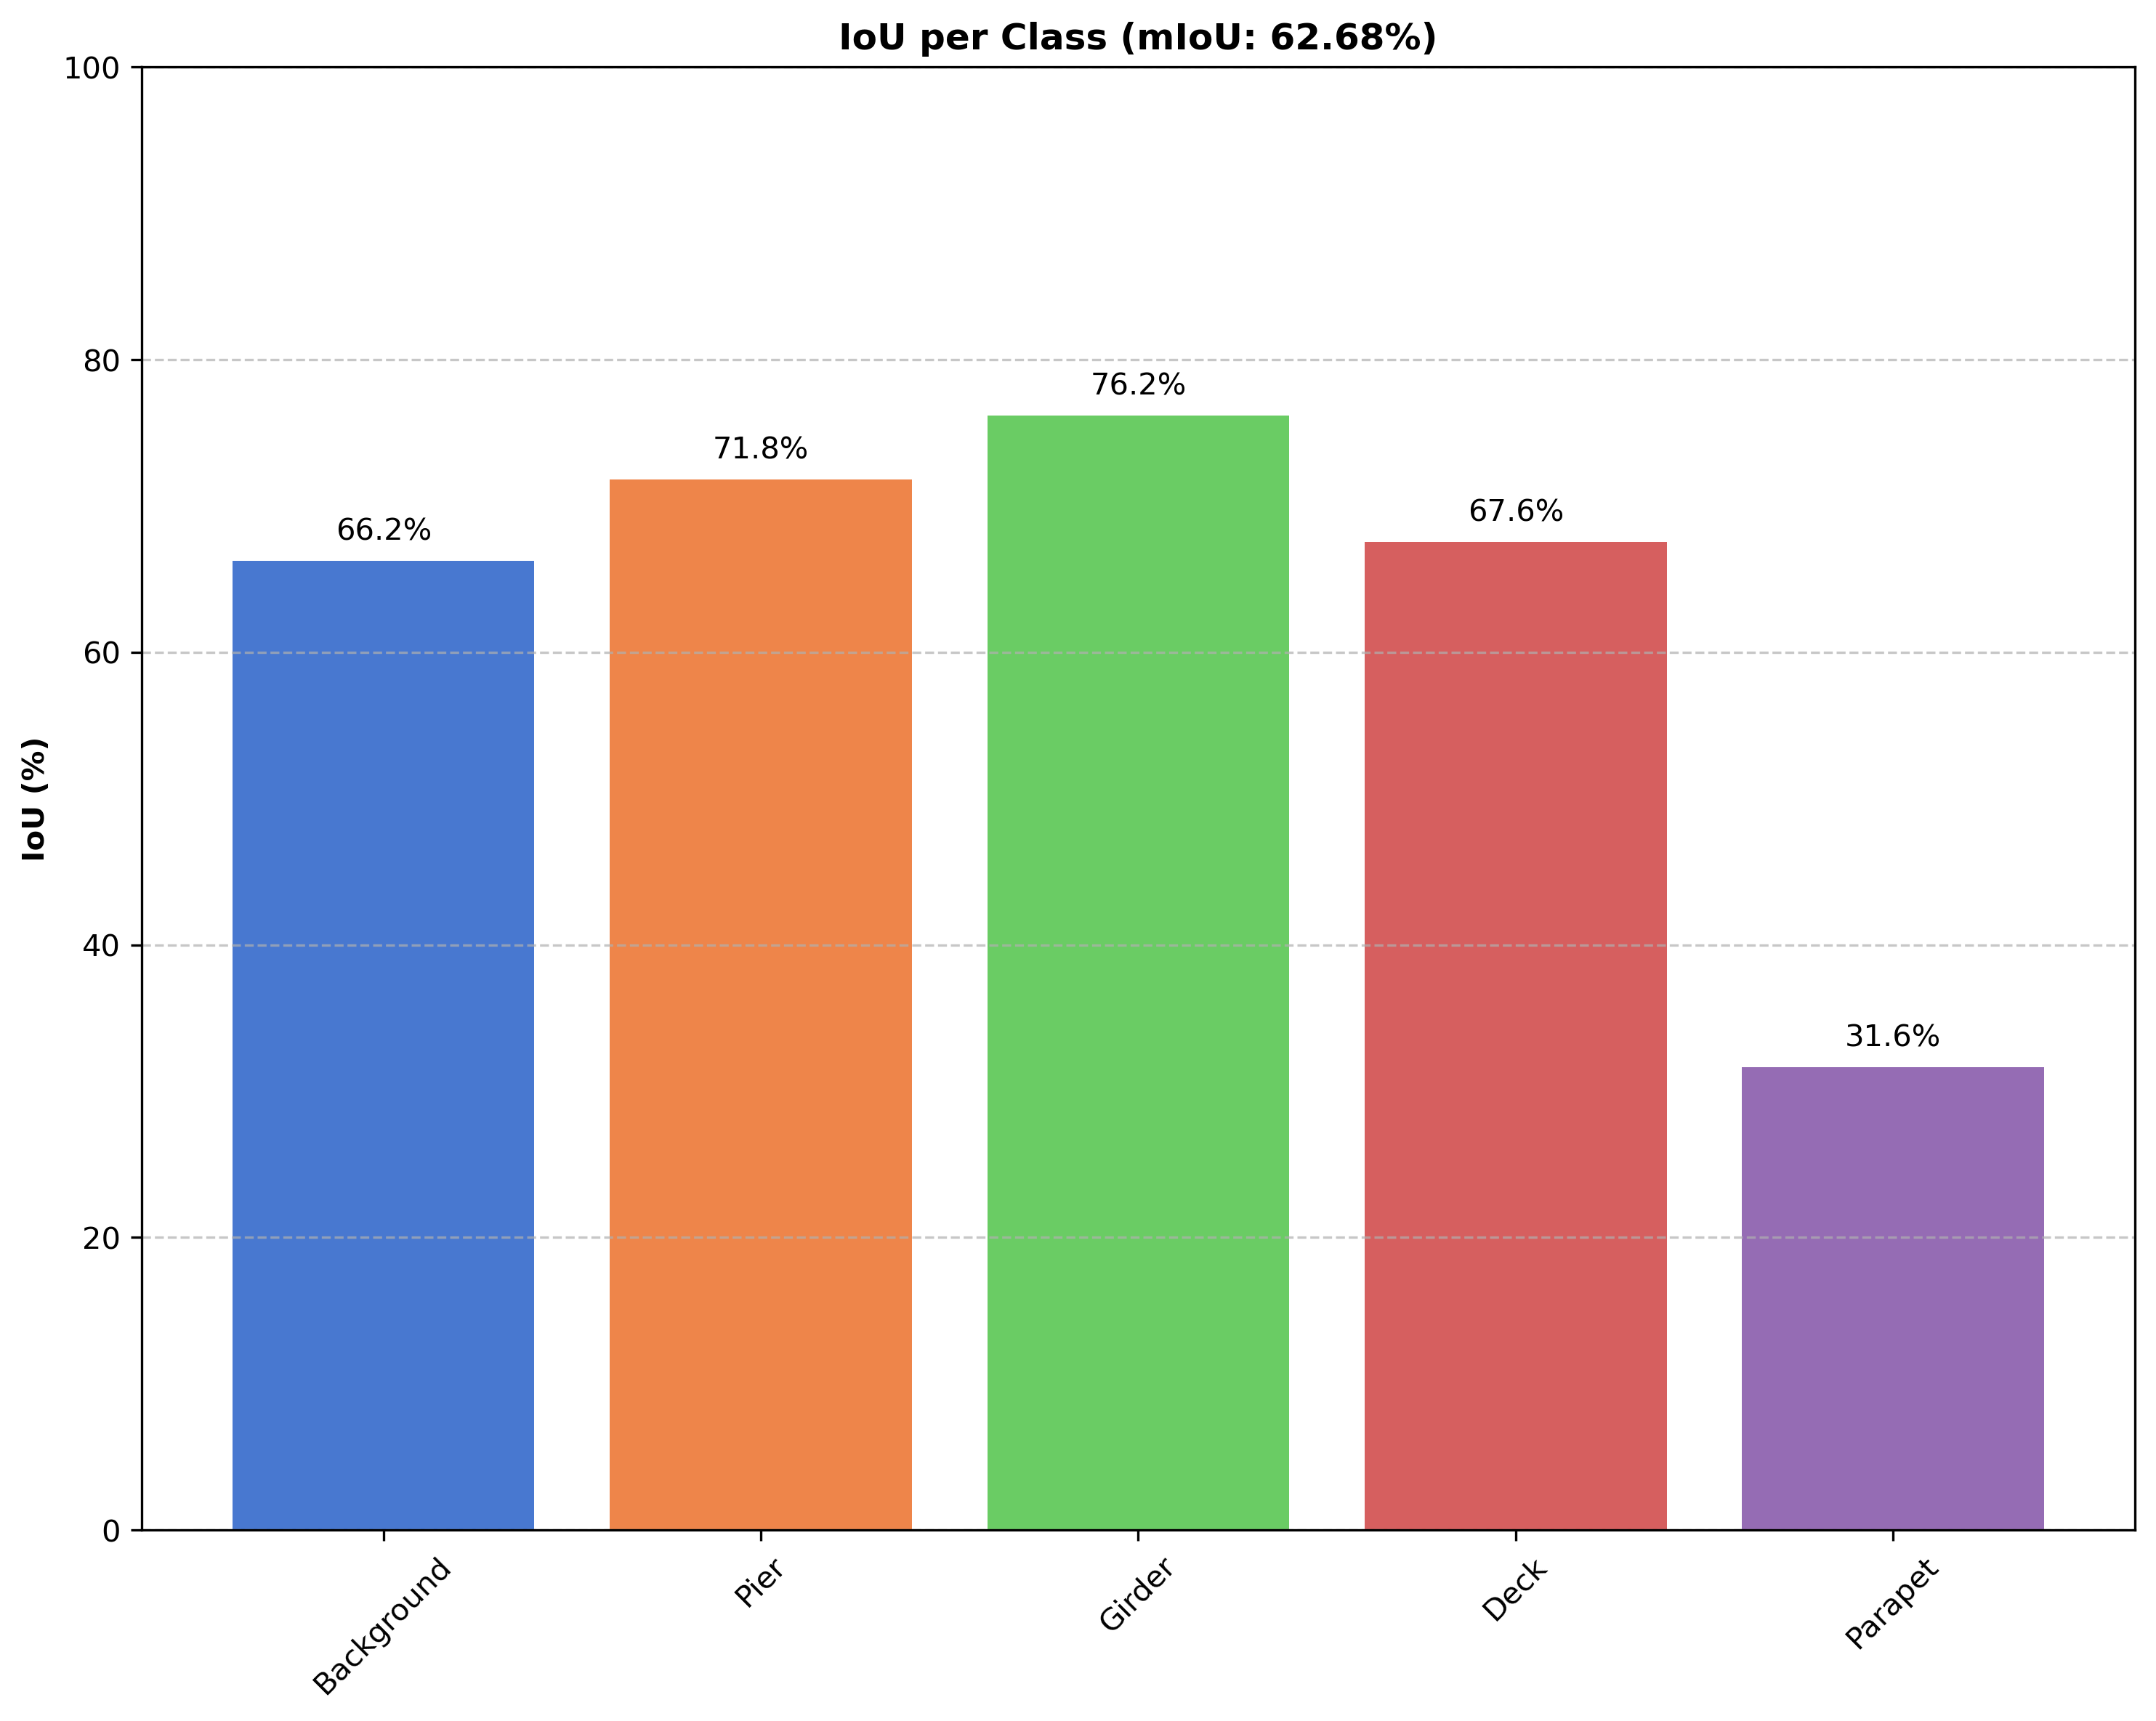 IoU per Class (mIoU: 62.68%)
IoU (%)
100
80
60
40
20
0
66.2%
71.8%
76.2%
67.6%
31.6%
Background
Pier
Girder
Deck
Parapet